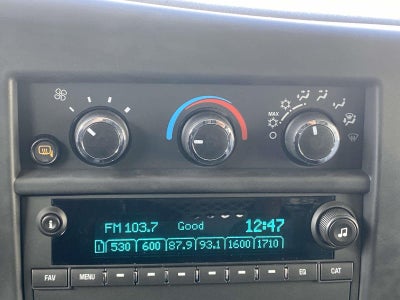 MAX
FM 103.7 Good 12:47
1 530 600 87.9 93.1 1600 1710
FAV MENU EQ CAT